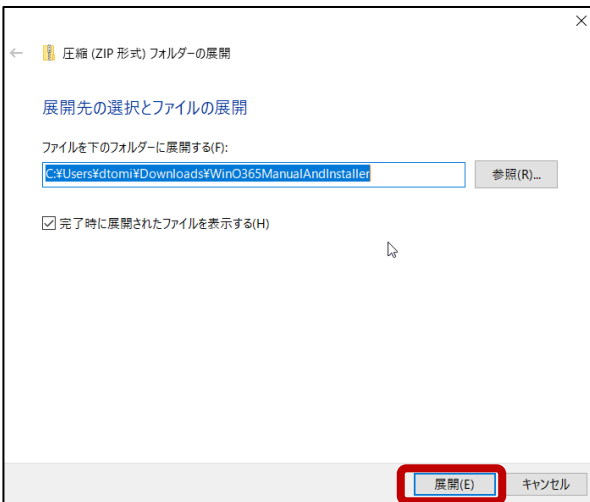 圧縮 (ZIP 形式) フォルダーの展開
展開先の選択とファイルの展開
ファイルを下のフォルダーに展開する(F):
C:¥Users¥dtomi¥Downloads¥WinO365ManualAndInstaller
参照(R)...
完了時に展開されたファイルを表示する(H)
展開(E)
キャンセル